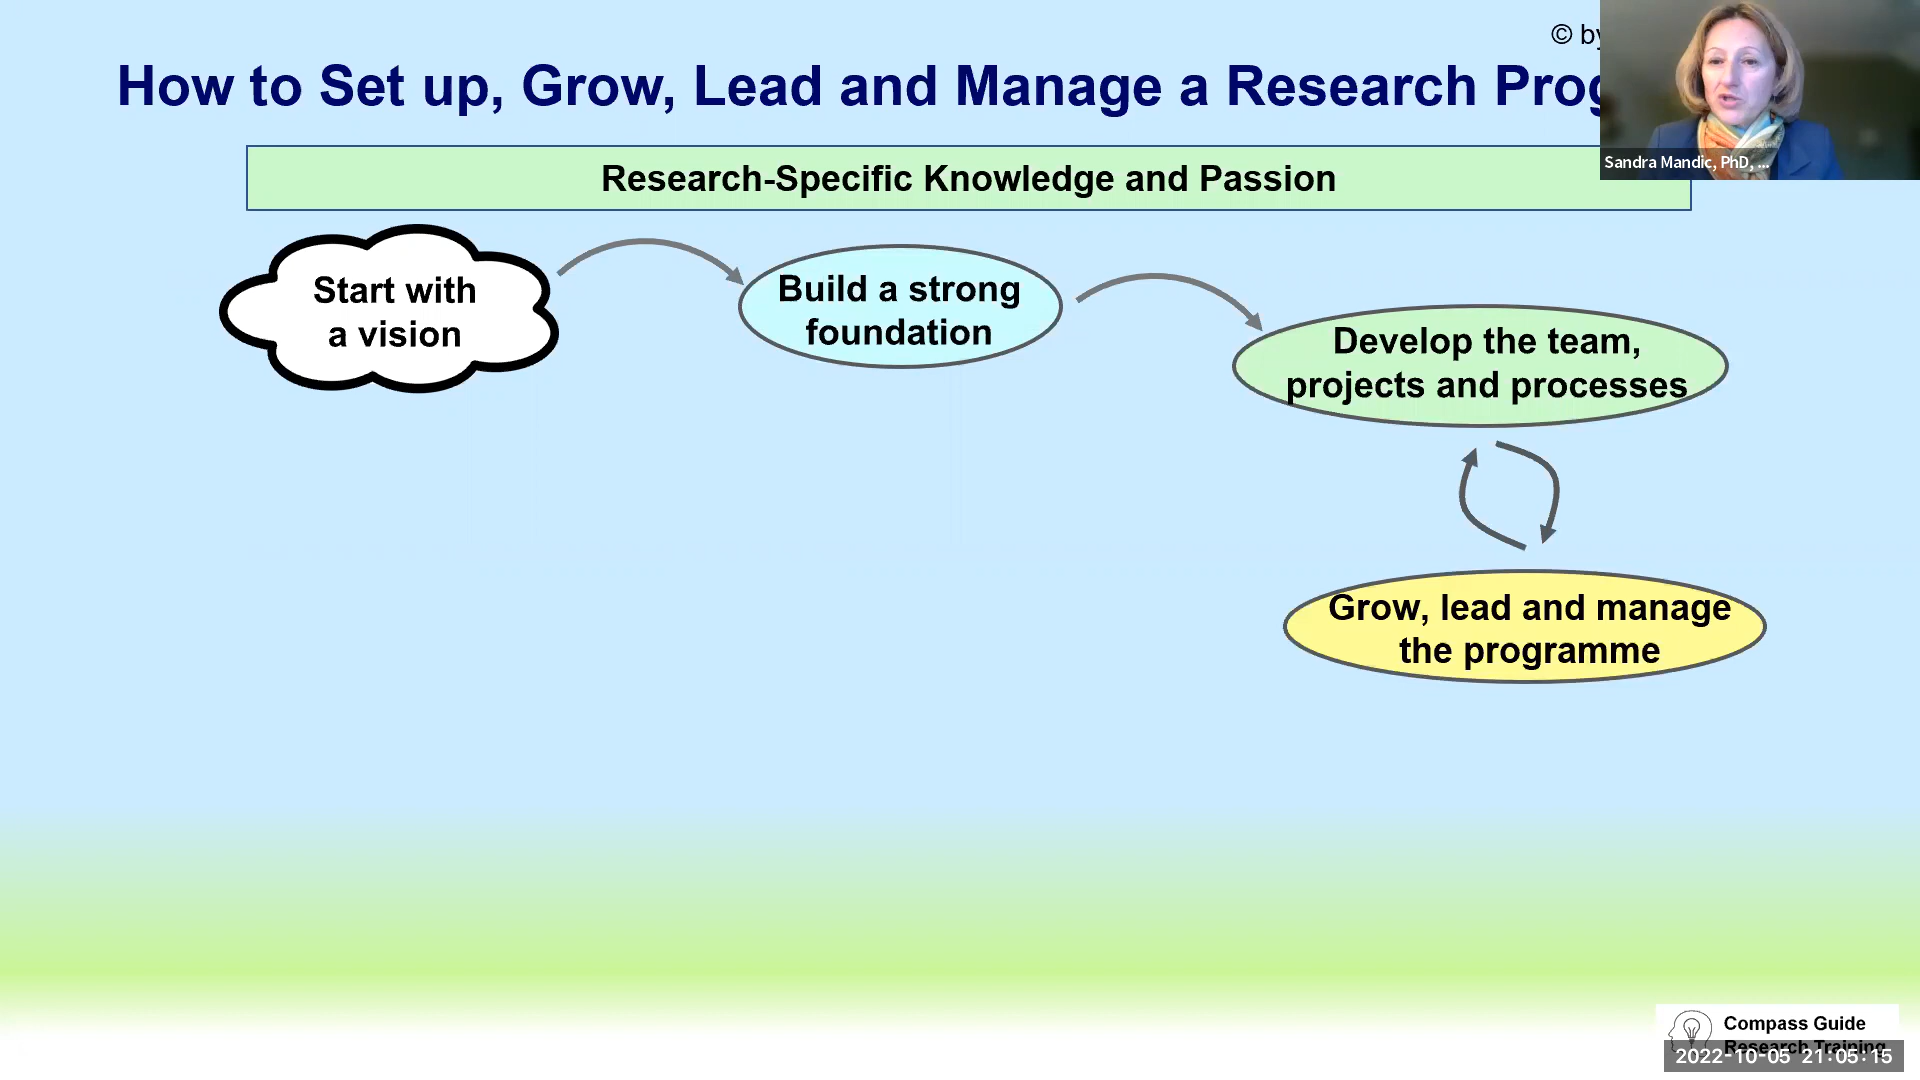 © by
How to Set up, Grow, Lead and Manage a Research Prog
Sandra Mandic, PhD, ...
Research-Specific Knowledge and Passion
Start with
a vision
Build a strong
foundation
Develop the team,
projects and processes
Grow, lead and manage
the programme
Compass Guide
Research Training
2022-10-05 21:05:15